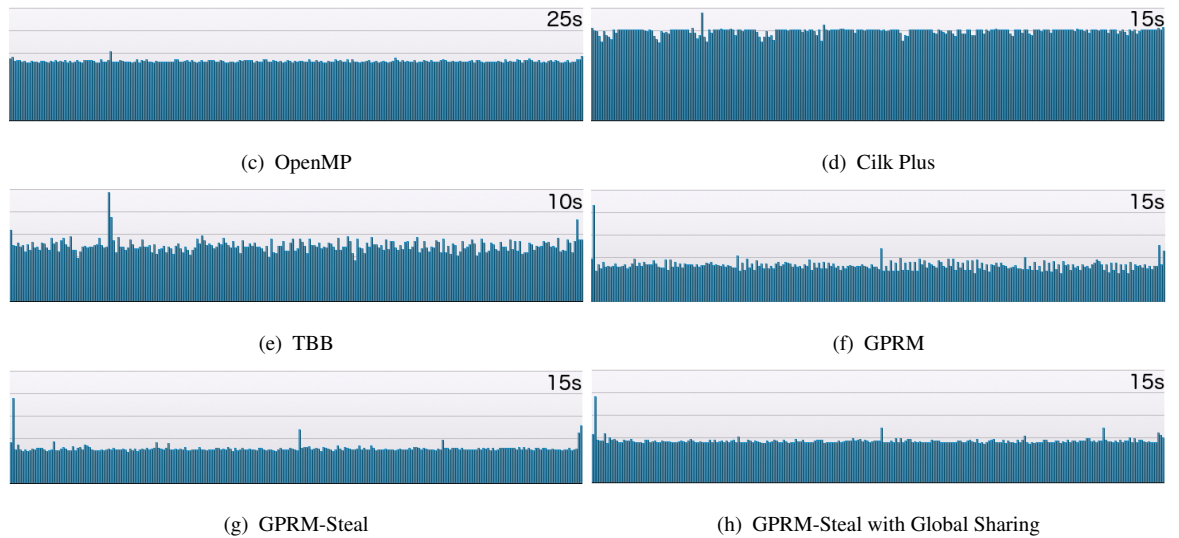 25s
15s
(c) OpenMP
(d) Cilk Plus
10s
15s
(e) TBB
(f) GPRM
15s
15s
(g) GPRM-Steal
(h) GPRM-Steal with Global Sharing